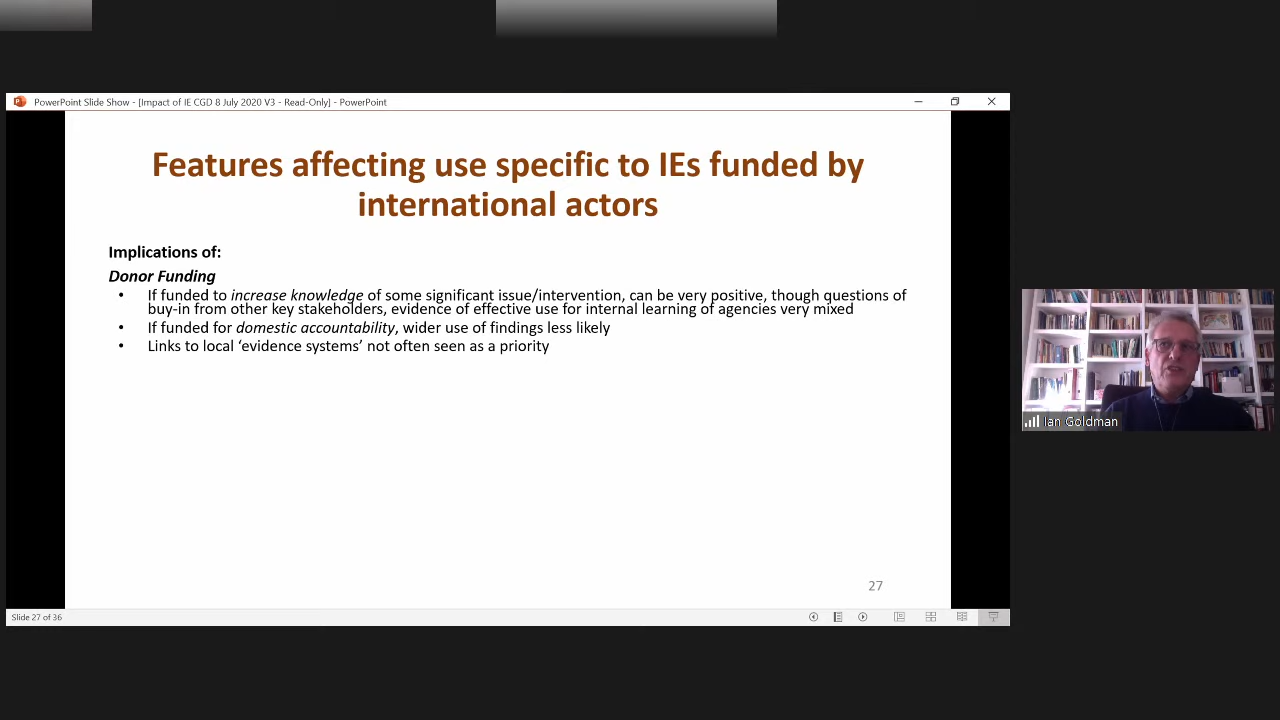 PowerPoint Slide Show - [Impact of IE CGD 8 July 2020 V3 - Read-Only] - PowerPoint
Features affecting use specific to IEs funded by
international actors
Implications of:
Donor Funding
• If funded to increase knowledge of some significant issue/intervention, can be very positive, though questions of
buy-in from other key stakeholders, evidence of effective use for internal learning of agencies very mixed
• If funded for domestic accountability, wider use of findings less likely
• Links to local ‘evidence systems’ not often seen as a priority
27
Slide 27 of 36
Ian Goldman